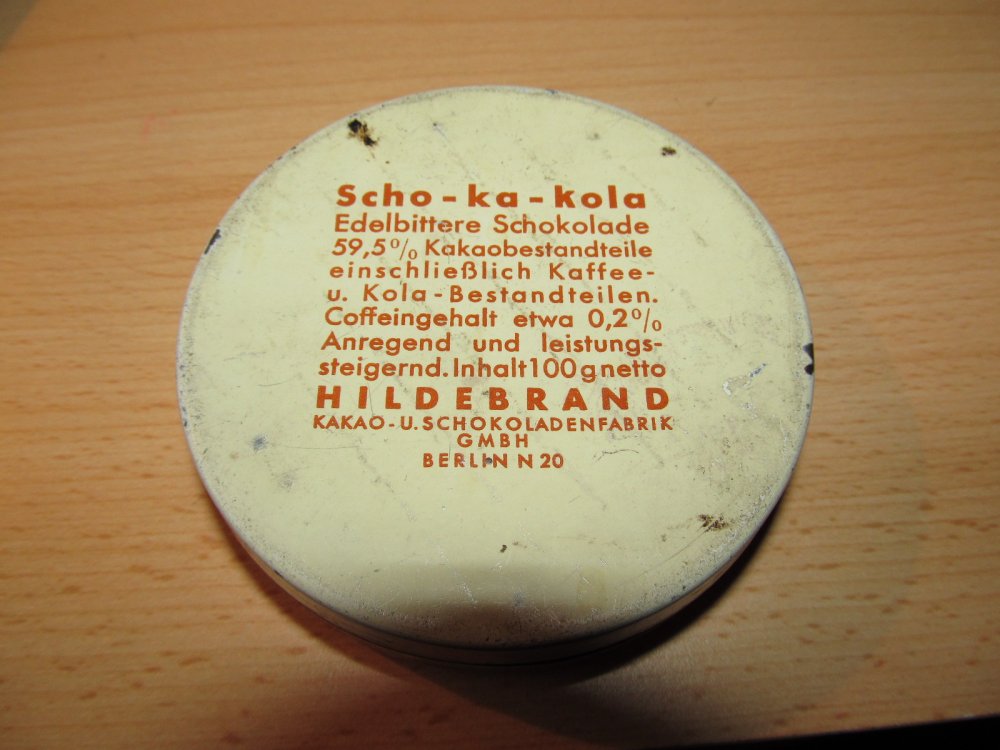 Scho-ka-kola
Edelbittere Schokolade
59,5% Kakaobestandteile
einschließlich Kaffee-
u. Kola-Bestandteilen.
Coffeingehalt etwa 0,2%
Anregend und leistungs-
steigernd. Inhalt 100 g netto
HILDEBRAND
KAKAO-U. SCHOKOLADENFABRIK
GMBH
BERLIN N 20